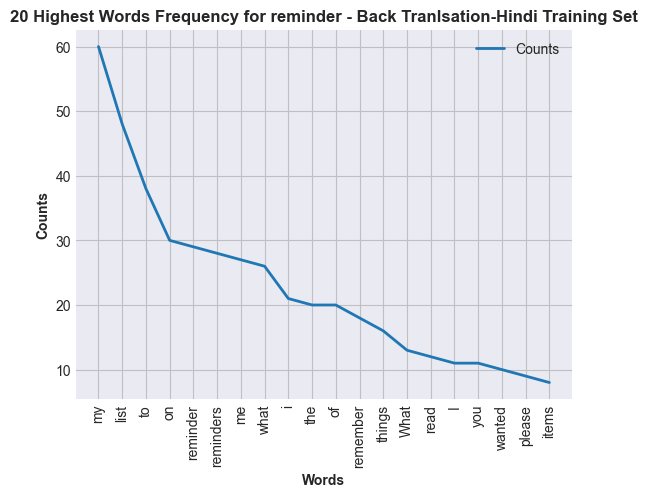 20 Highest Words Frequency for reminder - Back Tranlsation-Hindi Training Set
Counts
60
50
40
30
20
10
Counts
my
list
to
on
reminder
reminders
me
what
i
the
of
remember
things
What
read
I
you
wanted
please
items
Words